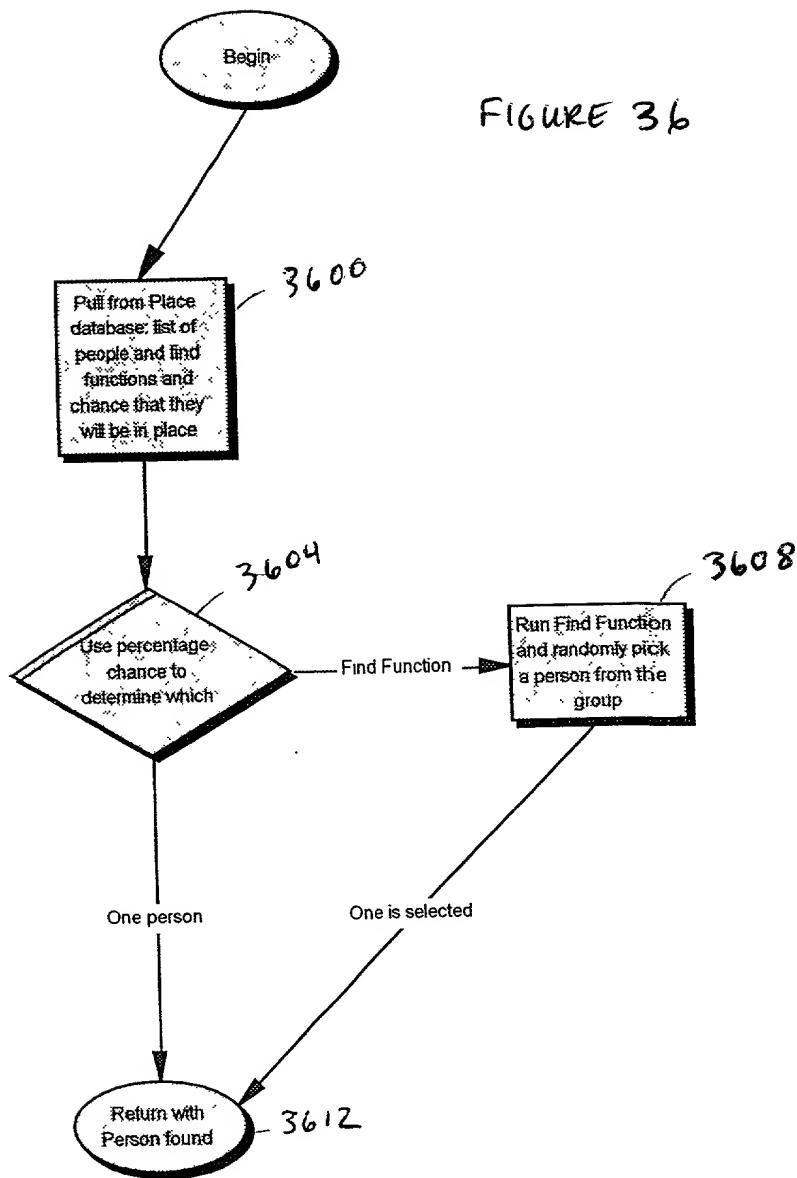 Begin
FIGURE 36
3600
Pull from Place
database: list of
people and find
functions and
chance that they
will be in place
3604
Use percentage
chance to
determine which
Find Function
3608
Run Find Function
and randomly pick
a person from the
group
One person
One is selected
Return with
Person found
3612